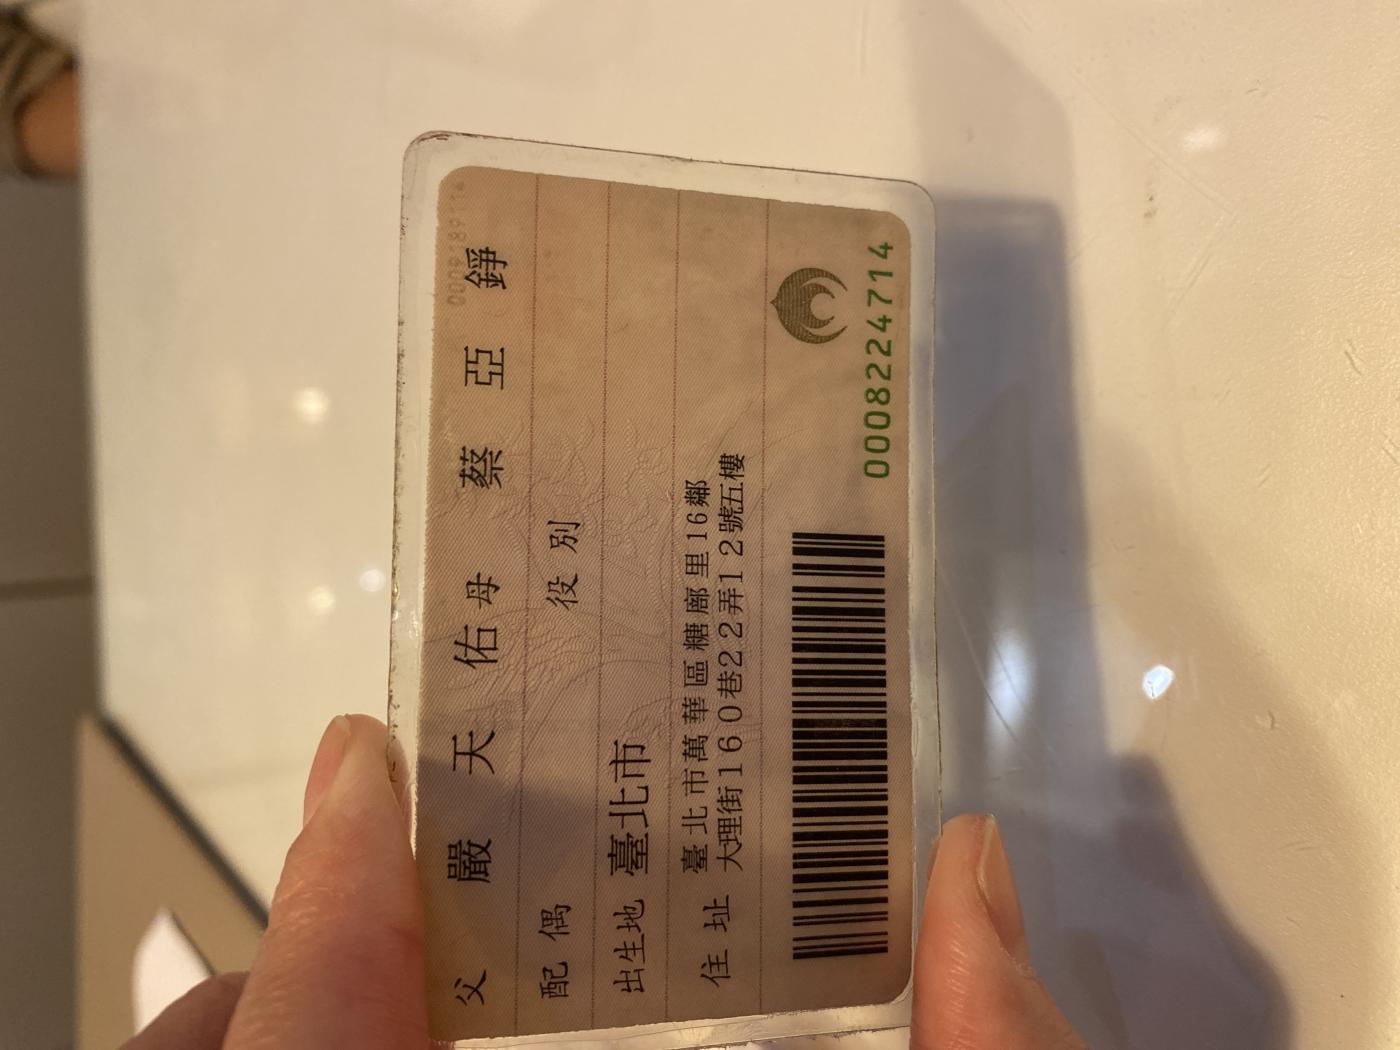 父 嚴天佑 母 蔡亞錚
配偶 役別
出生地 臺北市
住址 臺北市萬華區糖廍里16鄰
大理街160巷22弄12號五樓
0008224714